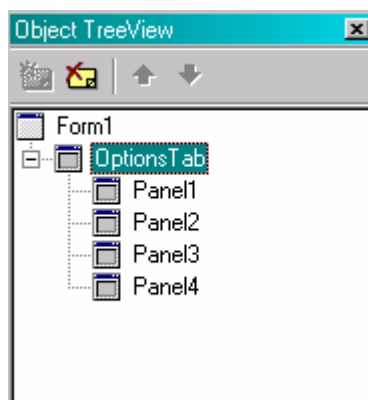 Object TreeView
Form1
OptionsTab
Panel1
Panel2
Panel3
Panel4